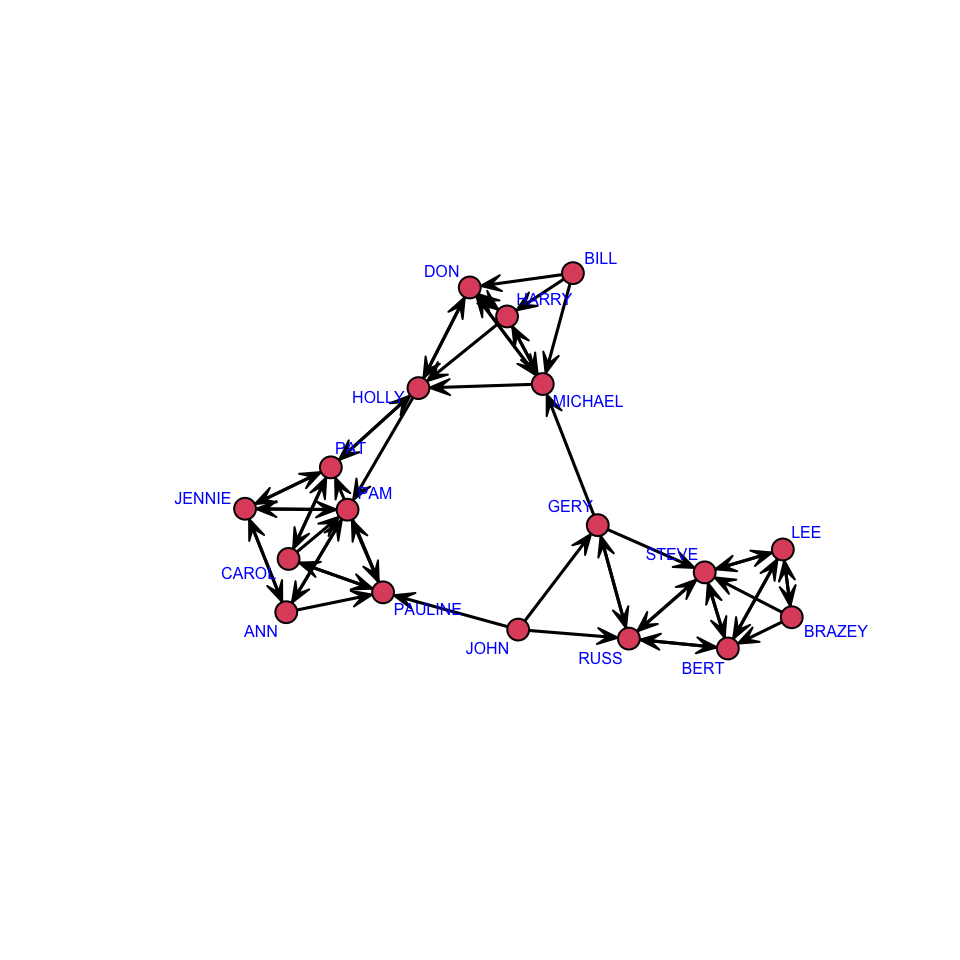 BILL
DON
HARRY
HOLLY
MICHAEL
PAT
PAM
JENNIE
GERY
LEE
STEVE
CAROL
PAULINE
ANN
BRAZEY
JOHN
RUSS
BERT